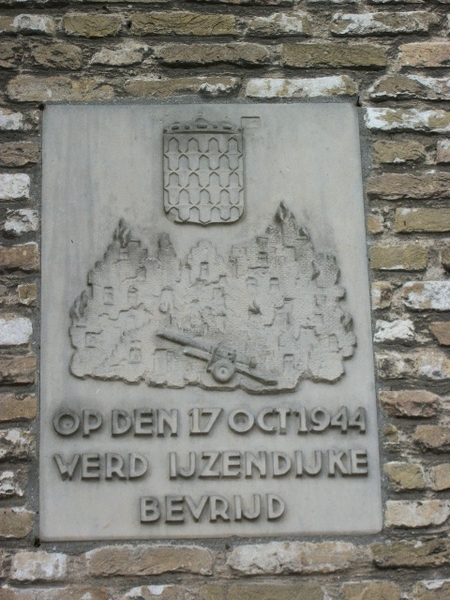 OP DEN 17 OCT 1944
WERD IJZENDIJKE
BEVRIJD